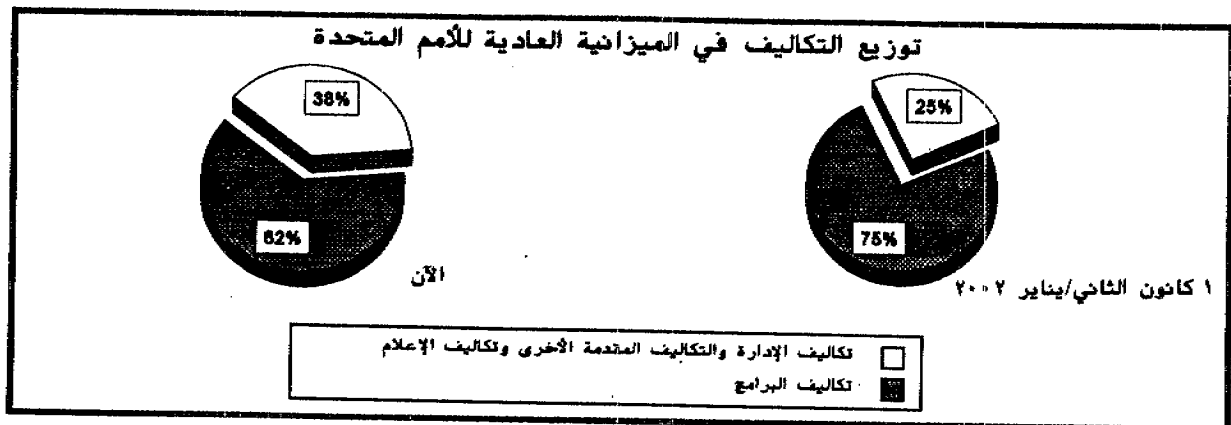 توزيع التكاليف في الميزانية العادية للأمم المتحدة
25%
38%
75%
62%
١ كانون الثاني/يناير ٢٠٠٢
الآن
تكاليف الإدارة والتكاليف المقدمة الأخرى وتكاليف الإعلام
تكاليف البرامج